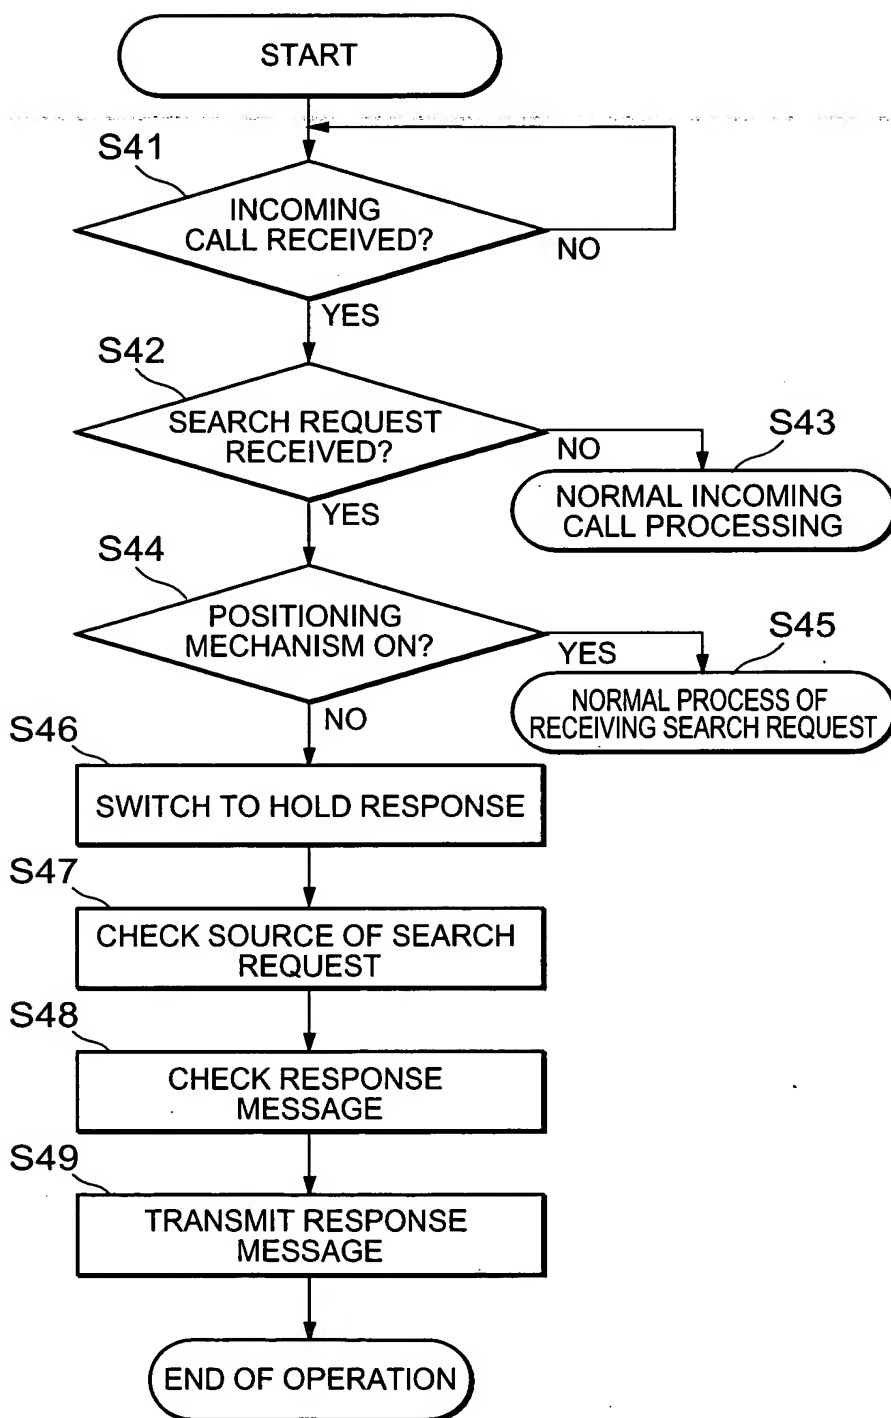 START
S41
INCOMING
CALL RECEIVED?
NO
YES
S42
SEARCH REQUEST
RECEIVED?
NO
S43
NORMAL INCOMING
CALL PROCESSING
YES
S44
POSITIONING
MECHANISM ON?
YES
S45
NORMAL PROCESS OF
RECEIVING SEARCH REQUEST
NO
S46
SWITCH TO HOLD RESPONSE
S47
CHECK SOURCE OF SEARCH
REQUEST
S48
CHECK RESPONSE
MESSAGE
S49
TRANSMIT RESPONSE
MESSAGE
END OF OPERATION